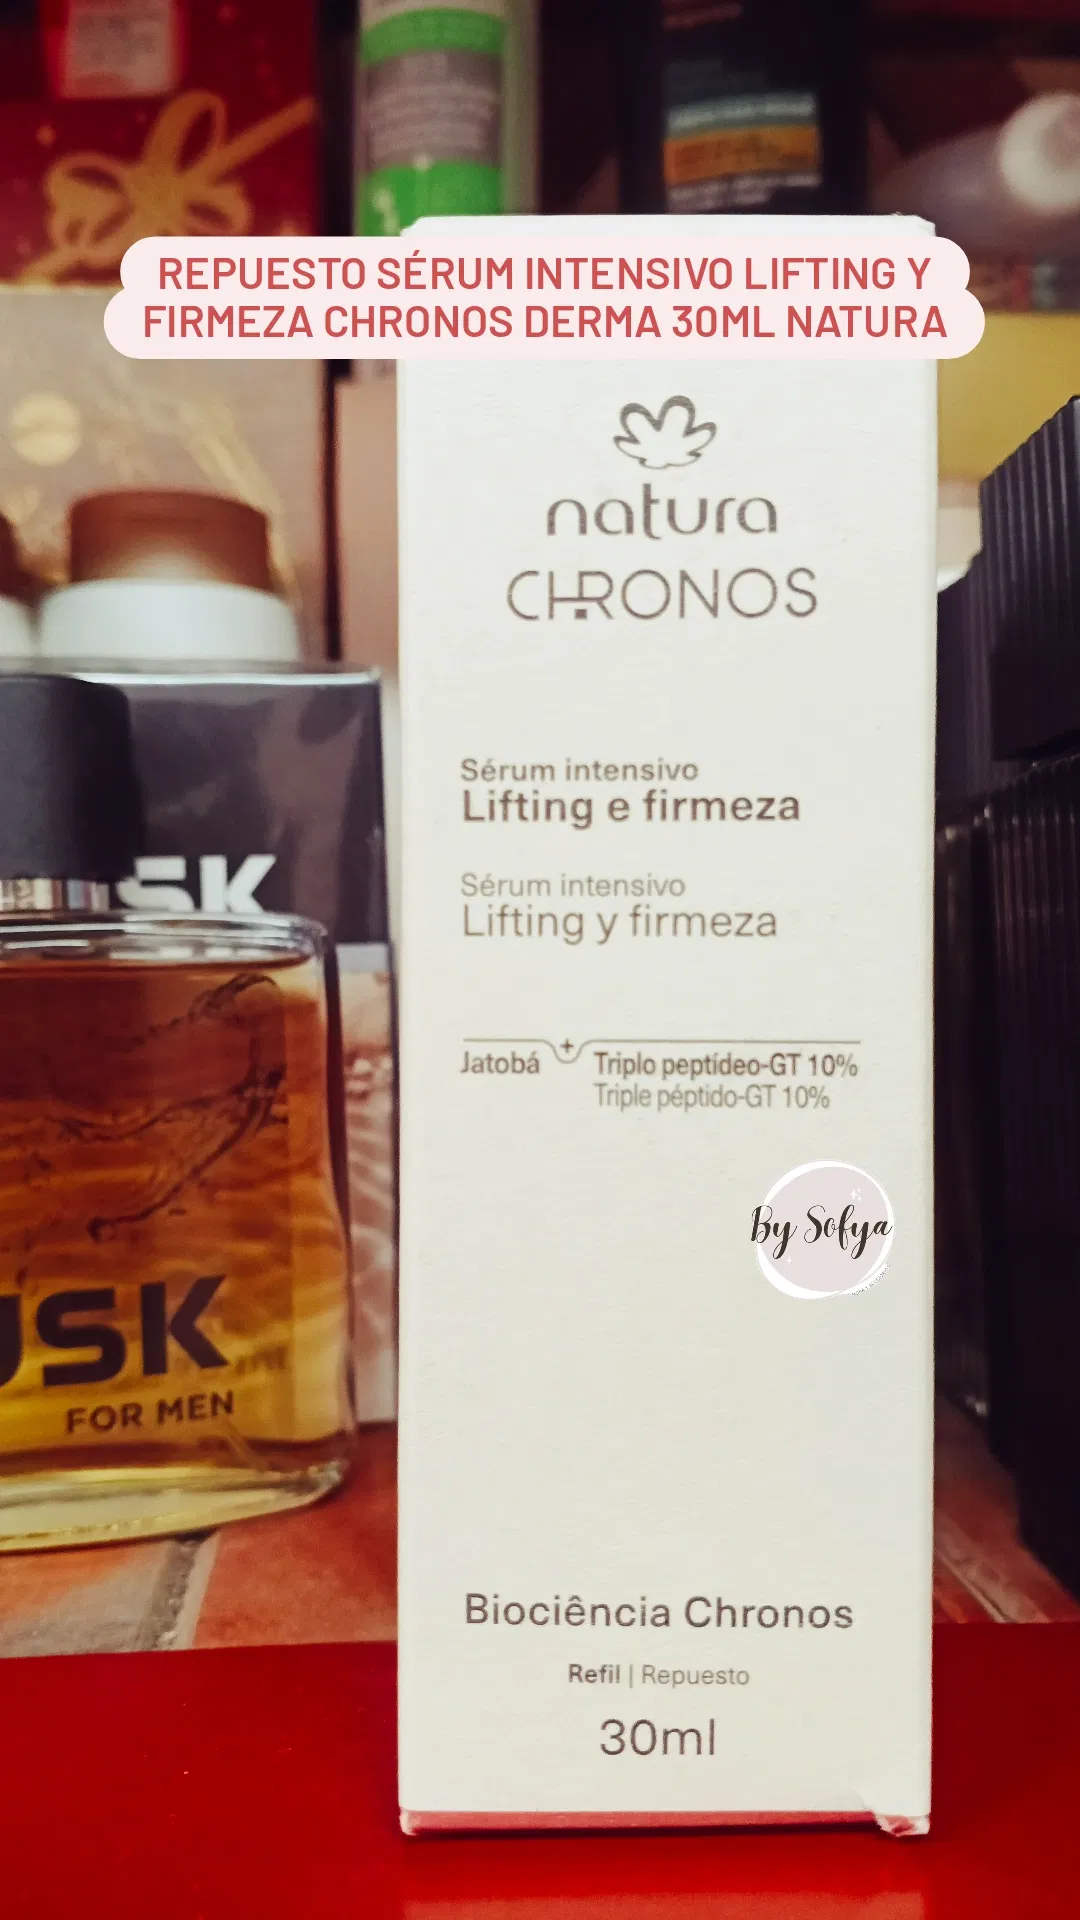 REPUESTO SÉRUM INTENSIVO LIFTING Y
FIRMEZA CHRONOS DERMA 30ML NATURA
natura
CHRONOS
Sérum intensivo
Lifting e firmeza
Sérum intensivo
Lifting y firmeza
Jatobá + Triplo peptídeo-GT 10%
Triple péptido-GT 10%
By Sofya
Biociência Chronos
Refil | Repuesto
30ml
SK
USK
FOR MEN